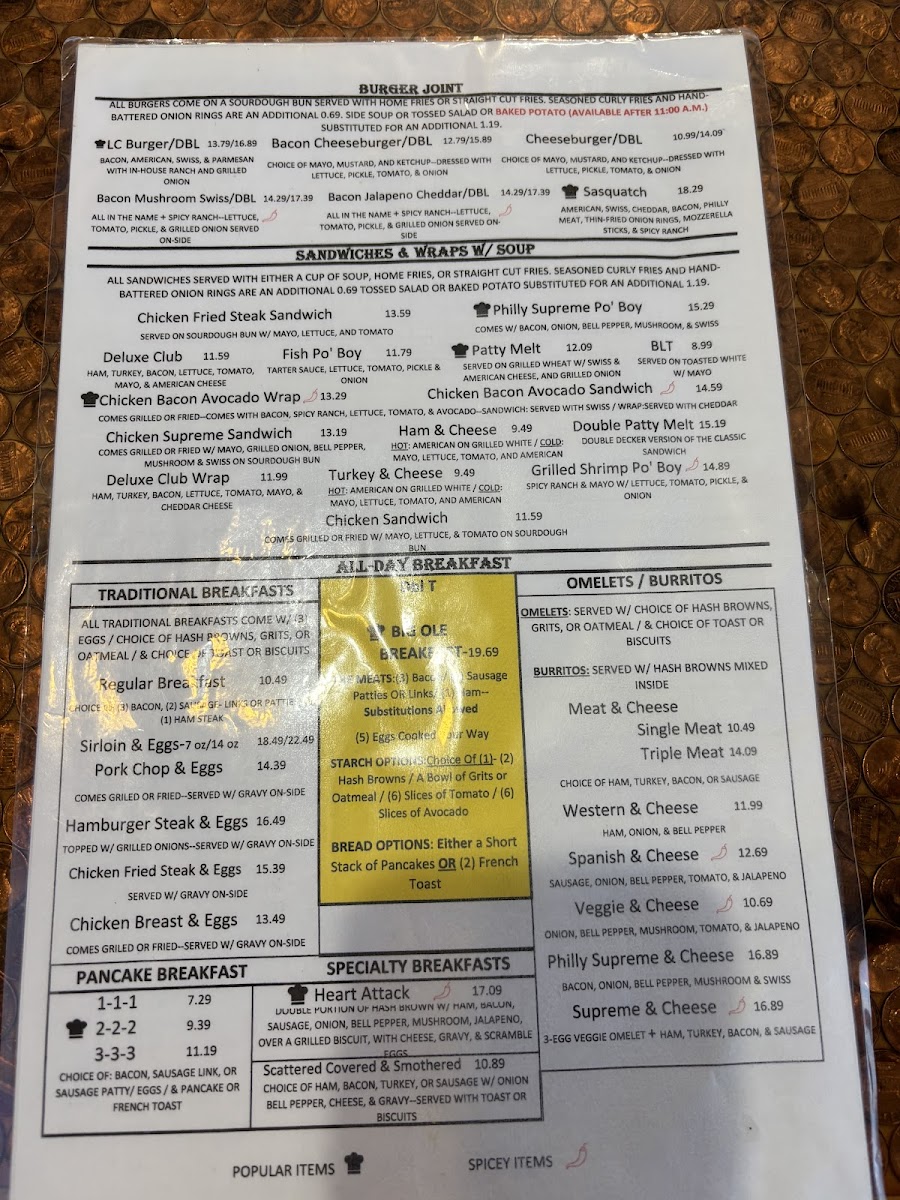 BURGER JOINT
ALL BURGERS COME ON A SOURDOUGH BUN SERVED WITH HOME FRIES OR STRAIGHT CUT FRIES. SEASONED CURLY FRIES AND HAND-
BATTERED ONION RINGS ARE AN ADDITIONAL 0.69. SIDE SOUP OR TOSSED SALAD OR BAKED POTATO (AVAILABLE AFTER 11:00 A.M.)
SUBSTITUTED FOR AN ADDITIONAL 1.19.
LC Burger/DBL 13.79/16.89
BACON, AMERICAN, SWISS, & PARMESAN
WITH IN-HOUSE RANCH AND GRILLED
ONION
Bacon Cheeseburger/DBL 12.79/15.89
CHOICE OF MAYO, MUSTARD, AND KETCHUP--DRESSED WITH
LETTUCE, PICKLE, TOMATO, & ONION
Cheeseburger/DBL 10.99/14.09
CHOICE OF MAYO, MUSTARD, AND KETCHUP--DRESSED WITH
LETTUCE, PICKLE, TOMATO, & ONION
Bacon Mushroom Swiss/DBL 14.29/17.39
ALL IN THE NAME + SPICY RANCH--LETTUCE,
TOMATO, PICKLE, & GRILLED ONION SERVED
ON-SIDE
Bacon Jalapeno Cheddar/DBL 14.29/17.39
ALL IN THE NAME + SPICY RANCH--LETTUCE,
TOMATO, PICKLE, & GRILLED ONION SERVED ON-
SIDE
Sasquatch 18.29
AMERICAN, SWISS, CHEDDAR, BACON, PHILLY
MEAT, THIN-FRIED ONION RINGS, MOZZERELLA
STICKS, & SPICY RANCH
SANDWICHES & WRAPS W/ SOUP
ALL SANDWICHES SERVED WITH EITHER A CUP OF SOUP, HOME FRIES, OR STRAIGHT CUT FRIES. SEASONED CURLY FRIES AND HAND-
BATTERED ONION RINGS ARE AN ADDITIONAL 0.69 TOSSED SALAD OR BAKED POTATO SUBSTITUTED FOR AN ADDITIONAL 1.19.
Chicken Fried Steak Sandwich 13.59
SERVED ON SOURDOUGH BUN W/ MAYO, LETTUCE, AND TOMATO
Philly Supreme Po' Boy 15.29
COMES W/ BACON, ONION, BELL PEPPER, MUSHROOM, & SWISS
Deluxe Club 11.59
HAM, TURKEY, BACON, LETTUCE, TOMATO,
MAYO, & AMERICAN CHEESE
Fish Po' Boy 11.79
TARTER SAUCE, LETTUCE, TOMATO, PICKLE &
ONION
Patty Melt 12.09
SERVED ON GRILLED WHEAT W/ SWISS &
AMERICAN CHEESE, AND GRILLED ONION
BLT 8.99
SERVED ON TOASTED WHITE
W/ MAYO
Chicken Bacon Avocado Wrap 13.29
Chicken Bacon Avocado Sandwich 14.59
COMES GRILLED OR FRIED--COMES WITH BACON, SPICY RANCH, LETTUCE, TOMATO, & AVOCADO--SANDWICH: SERVED WITH SWISS / WRAP:SERVED WITH CHEDDAR
Chicken Supreme Sandwich 13.19
COMES GRILLED OR FRIED W/ MAYO, GRILLED ONION, BELL PEPPER,
MUSHROOM & SWISS ON SOURDOUGH BUN
Ham & Cheese 9.49
HOT: AMERICAN ON GRILLED WHITE / COLD:
MAYO, LETTUCE, TOMATO, AND AMERICAN
Double Patty Melt 15.19
DOUBLE DECKER VERSION OF THE CLASSIC
SANDWICH
Deluxe Club Wrap 11.99
HAM, TURKEY, BACON, LETTUCE, TOMATO, MAYO, &
CHEDDAR CHEESE
Turkey & Cheese 9.49
HOT: AMERICAN ON GRILLED WHITE / COLD:
MAYO, LETTUCE, TOMATO, AND AMERICAN
Grilled Shrimp Po' Boy 14.89
SPICY RANCH & MAYO W/ LETTUCE, TOMATO, PICKLE, &
ONION
Chicken Sandwich 11.59
COMES GRILLED OR FRIED W/ MAYO, LETTUCE, & TOMATO ON SOURDOUGH
BUN
ALL-DAY BREAKFAST
TRADITIONAL BREAKFASTS
ALL TRADITIONAL BREAKFASTS COME W/ (3)
EGGS / CHOICE OF HASH BROWNS, GRITS, OR
OATMEAL / & CHOICE OF TOAST OR BISCUITS
Regular Breakfast 10.49
CHOICE OF (3) BACON, (2) SAUSAGE- LINKS OR PATTIES
(1) HAM STEAK
Sirloin & Eggs-7 oz/14 oz 18.49/22.49
Pork Chop & Eggs 14.39
COMES GRILED OR FRIED--SERVED W/ GRAVY ON-SIDE
Hamburger Steak & Eggs 16.49
TOPPED W/ GRILLED ONIONS--SERVED W/ GRAVY ON-SIDE
Chicken Fried Steak & Eggs 15.39
SERVED W/ GRAVY ON-SIDE
Chicken Breast & Eggs 13.49
COMES GRILED OR FRIED--SERVED W/ GRAVY ON-SIDE
T
BIG OLE
BREAKFAST-19.69
MEATS:(3) Bacon Sausage
Patties OR Links/ Ham--
Substitutions Allowed
(5) Eggs Cooked Your Way
STARCH OPTIONS:Choice Of (1)- (2)
Hash Browns / A Bowl of Grits or
Oatmeal / (6) Slices of Tomato / (6)
Slices of Avocado
BREAD OPTIONS: Either a Short
Stack of Pancakes OR (2) French
Toast
OMELETS / BURRITOS
OMELETS: SERVED W/ CHOICE OF HASH BROWNS,
GRITS, OR OATMEAL / & CHOICE OF TOAST OR
BISCUITS
BURRITOS: SERVED W/ HASH BROWNS MIXED
INSIDE
Meat & Cheese
Single Meat 10.49
Triple Meat 14.09
CHOICE OF HAM, TURKEY, BACON, OR SAUSAGE
Western & Cheese 11.99
HAM, ONION, & BELL PEPPER
Spanish & Cheese 12.69
SAUSAGE, ONION, BELL PEPPER, TOMATO, & JALAPENO
Veggie & Cheese 10.69
ONION, BELL PEPPER, MUSHROOM, TOMATO, & JALAPENO
Philly Supreme & Cheese 16.89
BACON, ONION, BELL PEPPER, MUSHROOM & SWISS
Supreme & Cheese 16.89
3-EGG VEGGIE OMELET + HAM, TURKEY, BACON, & SAUSAGE
PANCAKE BREAKFAST
1-1-1 7.29
2-2-2 9.39
3-3-3 11.19
CHOICE OF: BACON, SAUSAGE LINK, OR
SAUSAGE PATTY/ EGGS / & PANCAKE OR
FRENCH TOAST
SPECIALTY BREAKFASTS
Heart Attack 17.09
DOUBLE PORTION OF HASH BROWN W/ HAM, BACON,
SAUSAGE, ONION, BELL PEPPER, MUSHROOM, JALAPENO,
OVER A GRILLED BISCUIT, WITH CHEESE, GRAVY, & SCRAMBLE
EGGS
Scattered Covered & Smothered 10.89
CHOICE OF HAM, BACON, TURKEY, OR SAUSAGE W/ ONION
BELL PEPPER, CHEESE, & GRAVY--SERVED WITH TOAST OR
BISCUITS
POPULAR ITEMS
SPICEY ITEMS